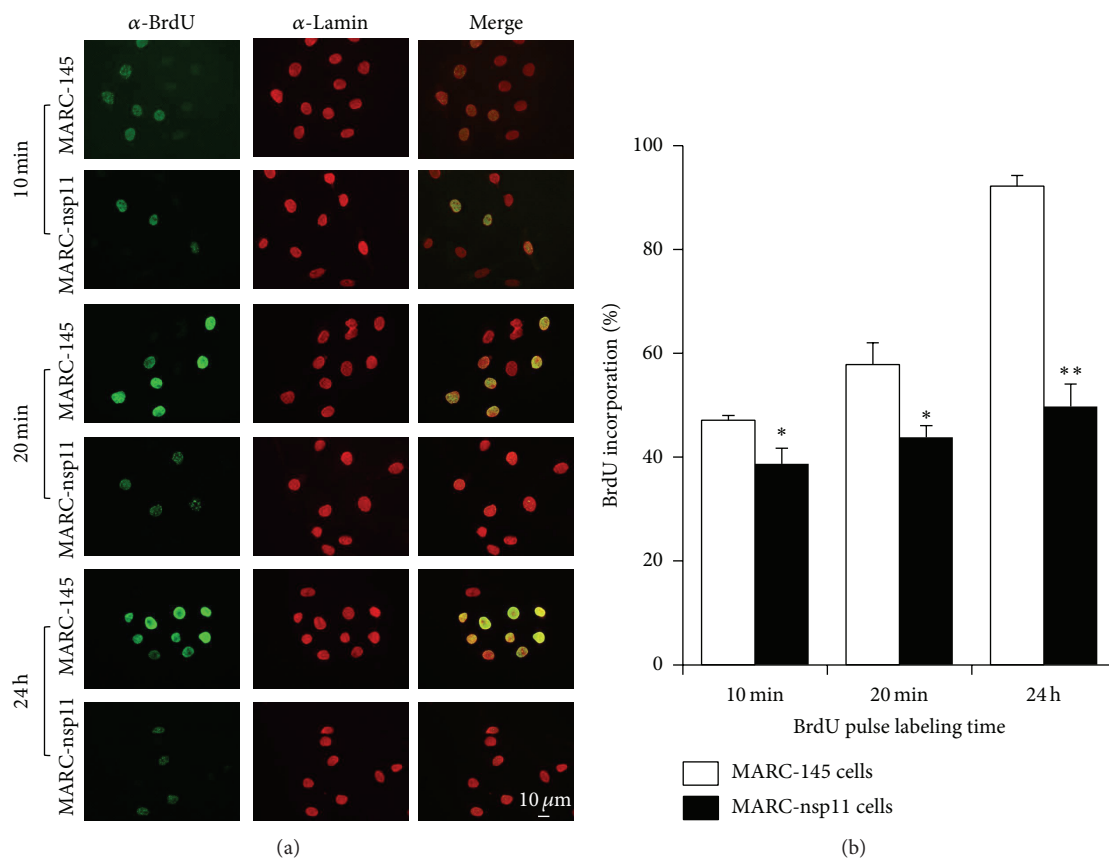 α-BrdU
α-Lamin
Merge
10 min
MARC-145
MARC-nsp11
20 min
MARC-145
MARC-nsp11
24 h
MARC-145
MARC-nsp11
10 μm
(a)
BrdU incorporation (%)
100
80
60
40
20
0
*
*
**
10 min
20 min
24 h
BrdU pulse labeling time
MARC-145 cells
MARC-nsp11 cells
(b)